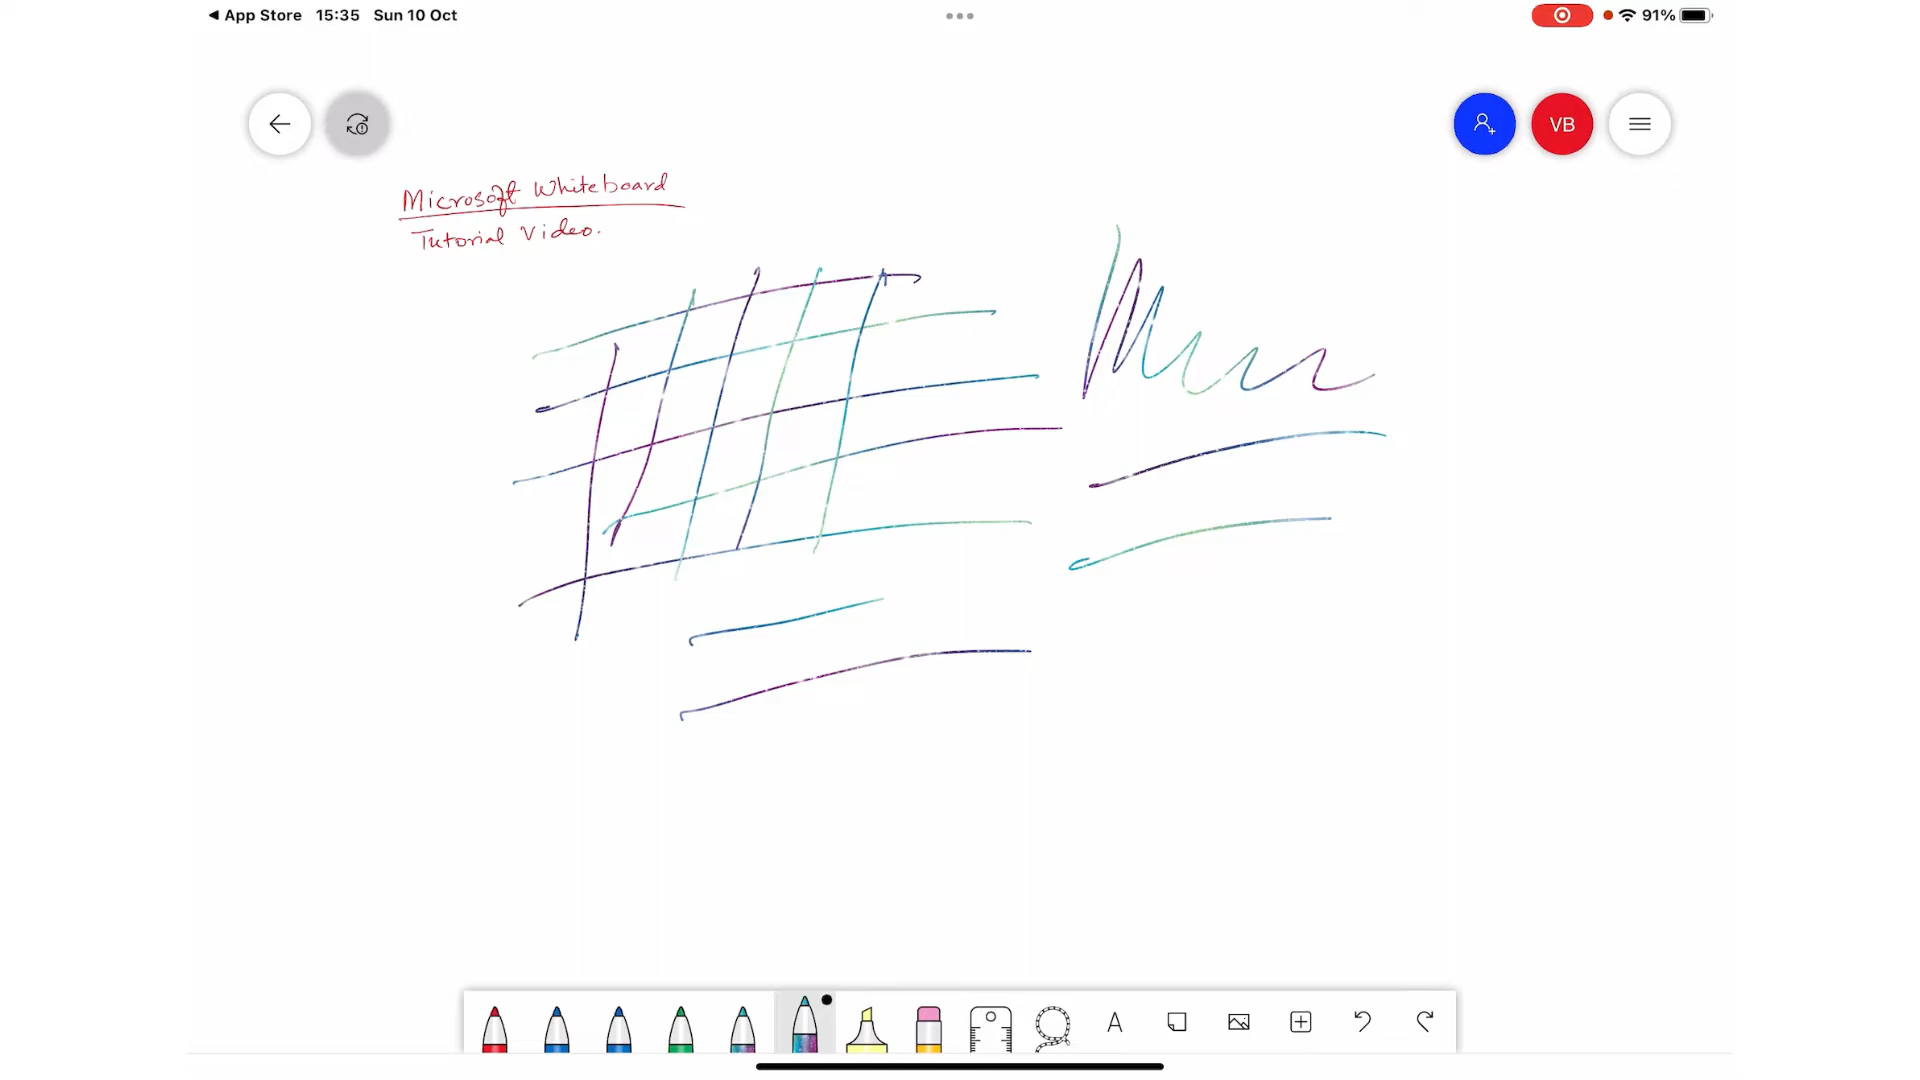 ◀ App Store 15:35 Sun 10 Oct 91%
VB
Microsoft Whiteboard
Tutorial Video.
A